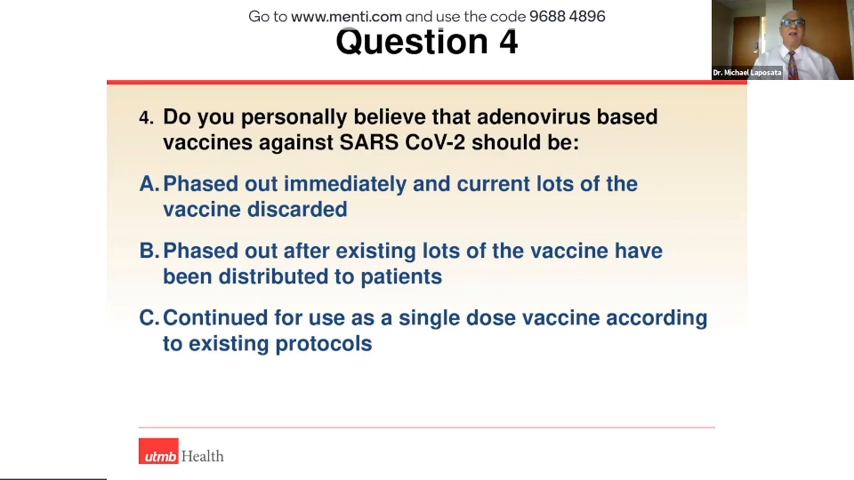 Go to www.menti.com and use the code 9688 4896
Question 4
Dr. Michael Laposata
4. Do you personally believe that adenovirus based
vaccines against SARS CoV-2 should be:
A. Phased out immediately and current lots of the
vaccine discarded
B. Phased out after existing lots of the vaccine have
been distributed to patients
C. Continued for use as a single dose vaccine according
to existing protocols
utmb Health